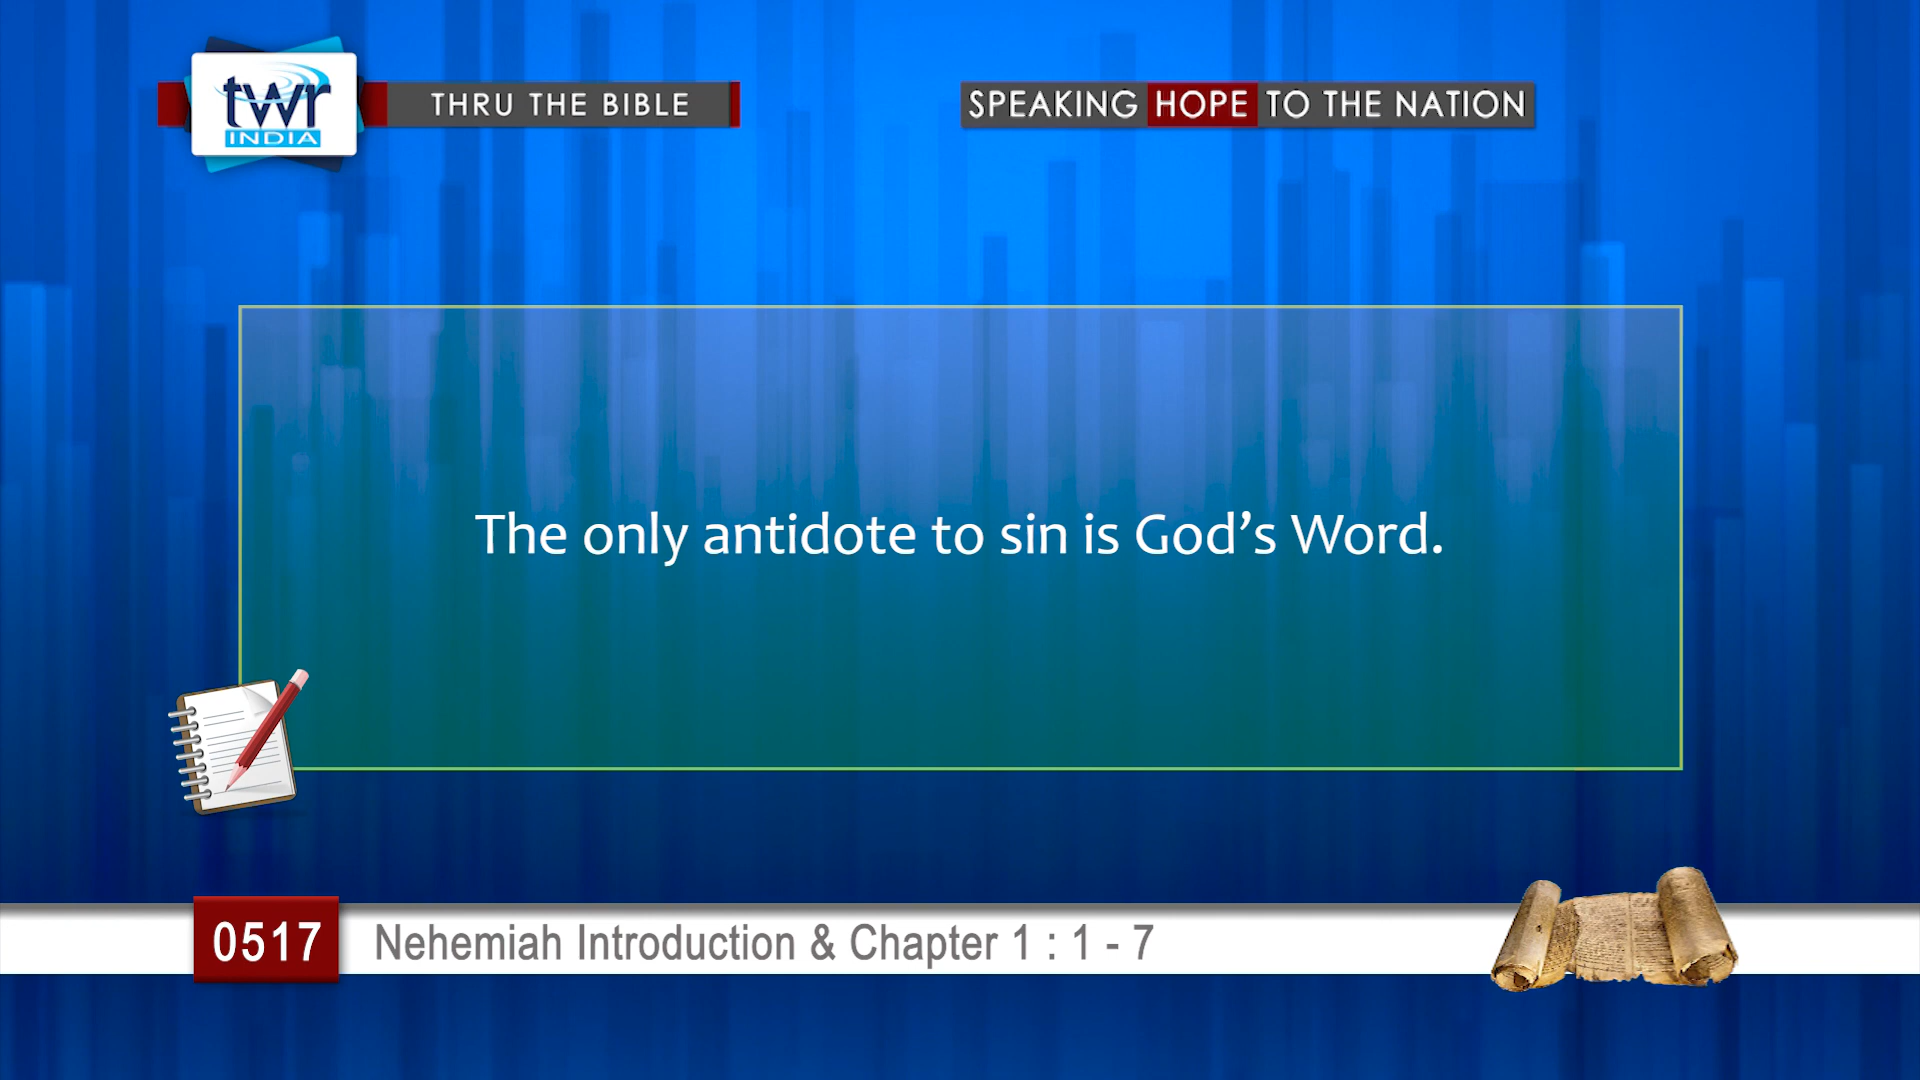 twr
INDIA
THRU THE BIBLE
SPEAKING HOPE TO THE NATION
The only antidote to sin is God’s Word.
0517
Nehemiah Introduction & Chapter 1 : 1 - 7